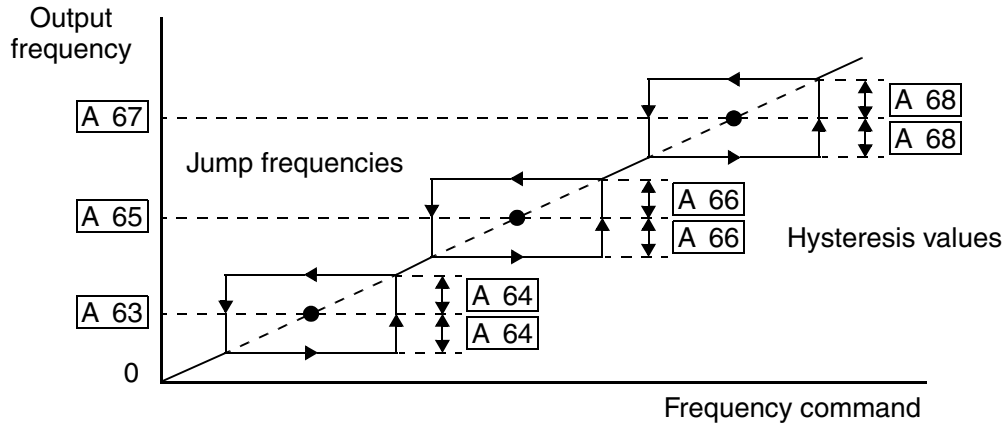 Output
frequency
A 67
A 68
A 68
Jump frequencies
A 65
A 66
A 66
Hysteresis values
A 63
A 64
A 64
0
Frequency command